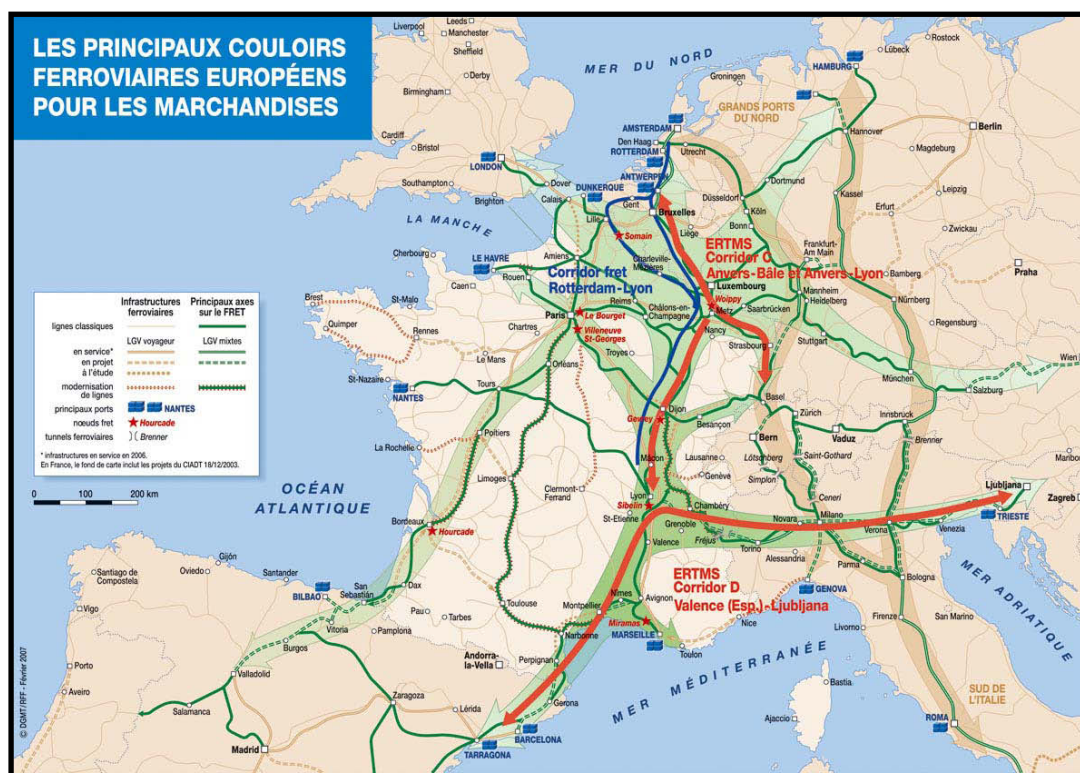 LES PRINCIPAUX COULOIRS
FERROVIAIRES EUROPÉENS
POUR LES MARCHANDISES
MER DU NORD
Liverpool
Leeds
Manchester
Sheffield
Derby
Birmingham
Cardiff
Bristol
LONDON
Southampton
Brighton
Dover
Calais
DUNKERQUE
LA MANCHE
Groningen
GRANDS PORTS
DU NORD
HAMBURG
Lübeck
Rostock
AMSTERDAM
Den Haag
ROTTERDAM
Utrecht
ANTWERPEN
Gent
Bruxelles
Lille
Liège
Hannover
Berlin
Magdeburg
Dortmund
Düsseldorf
Köln
Bonn
Kassel
Leipzig
Erfurt
Zwickau
Frankfurt-
Am Main
Bamberg
Praha
Mannheim
Heidelberg
Nürnberg
Regensburg
Stuttgart
München
Salzburg
Wien
Somain
Charleville-
Mézières
ERTMS
Corridor C
Anvers-Bâle et Anvers-Lyon
Corridor fret
Rotterdam-Lyon
Luxembourg
Woippy
Metz
Saarbrücken
Nancy
Strasbourg
Cherbourg
LE HAVRE
Amiens
Rouen
Caen
Reims
Châlons-en-
Champagne
Paris
Le Bourget
Villeneuve
St-Georges
Brest
St-Malo
Quimper
Rennes
Chartres
Le Mans
Orléans
Troyes
St-Nazaire
NANTES
Tours
Dijon
Gevrey
Besançon
Basel
Zürich
Bern
Vaduz
Innsbruck
Brenner
Lötschberg
Saint-Gothard
Simplon
Ceneri
Lausanne
Genève
Mâcon
Poitiers
La Rochelle
Limoges
Clermont-
Ferrand
Lyon
Sibelin
St-Etienne
Chambéry
Grenoble
Fréjus
Valence
Novara
Milano
Torino
Alessandria
Verona
Venezia
TRIESTE
Ljubljana
Zagreb
Maribor
Parma
Bologna
GENOVA
Firenze
Livorno
San Marino
MER ADRIATIQUE
SUD DE
L'ITALIE
ROMA
OCÉAN
ATLANTIQUE
Bordeaux
Hourcade
ERTMS
Corridor D
Valence (Esp.)-Ljubljana
Nîmes
Avignon
Montpellier
Miramas
MARSEILLE
Toulon
Nice
Dax
Pau
Tarbes
Toulouse
Narbonne
Perpignan
Andorra-
la-Vella
Santiago de
Compostela
Gijón
Oviedo
Santander
BILBAO
San
Sebastián
Vigo
Vitoria
Pamplona
Burgos
Porto
Aveiro
Valladolid
Salamanca
Madrid
Zaragoza
Lérida
Gerona
BARCELONA
TARRAGONA
MER MÉDITERRANÉE
Bastia
Ajaccio
Infrastructures
ferroviaires
Principaux axes
sur le FRET
lignes classiques
LGV voyageur
LGV mixtes
en service*
en projet
à l'étude
modernisation
de lignes
principaux ports
NANTES
nœuds fret
Hourcade
tunnels ferroviaires
Brenner
* infrastructures en service en 2006.
En France, le fond de carte inclut les projets du CIADT 18/12/2003.
0 100 200 km
© DGMT / RFF - Février 2007